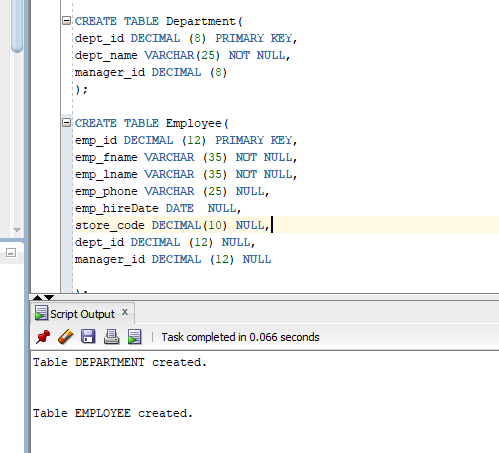 CREATE TABLE Department(
dept_id DECIMAL (8) PRIMARY KEY,
dept_name VARCHAR(25) NOT NULL,
manager_id DECIMAL (8)
);
CREATE TABLE Employee(
emp_id DECIMAL (12) PRIMARY KEY,
emp_fname VARCHAR (35) NOT NULL,
emp_lname VARCHAR (35) NOT NULL,
emp_phone VARCHAR (25) NULL,
emp_hireDate DATE  NULL,
store_code DECIMAL(10) NULL,
dept_id DECIMAL (12) NULL,
manager_id DECIMAL (12) NULL
);
Script Output x
Task completed in 0.066 seconds
Table DEPARTMENT created.
Table EMPLOYEE created.